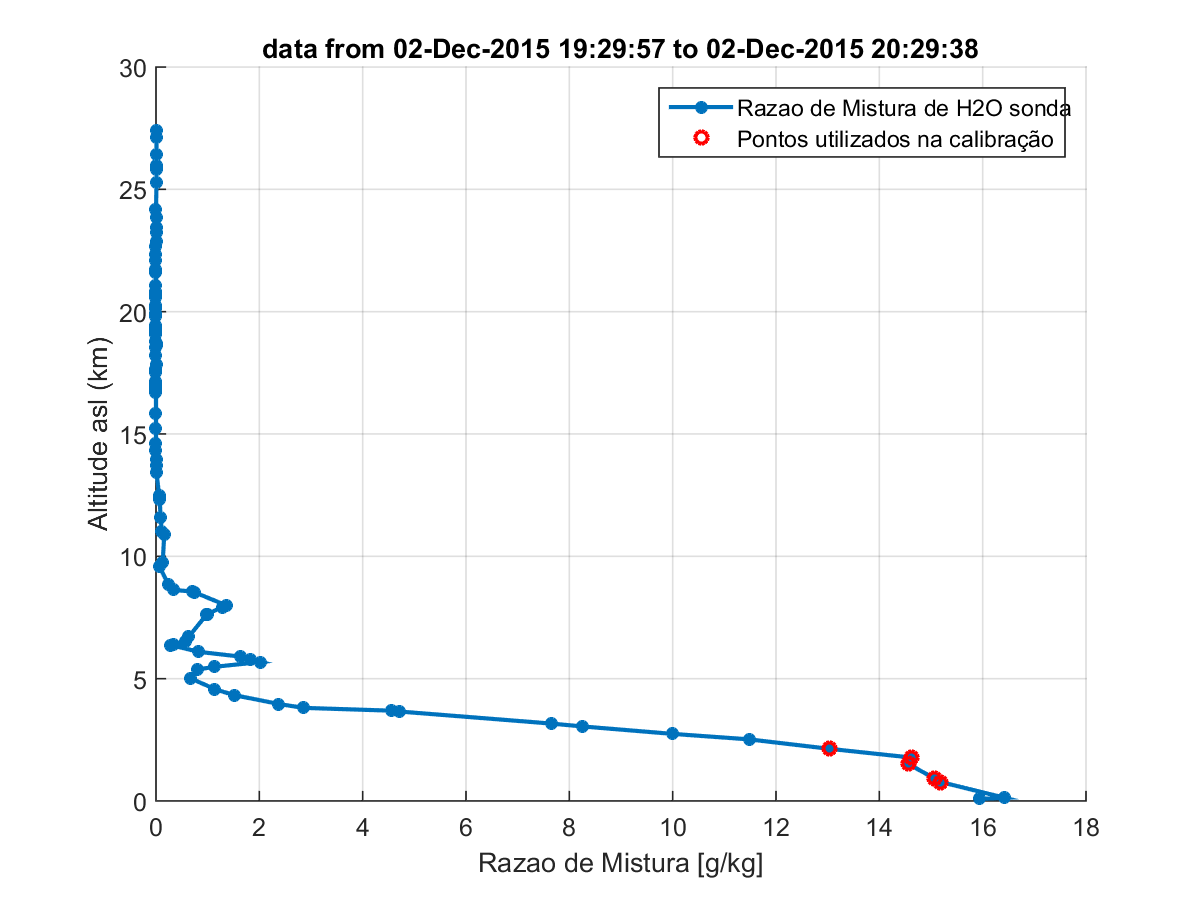 data from 02-Dec-2015 19:29:57 to 02-Dec-2015 20:29:38
Razao de Mistura de H2O sonda
Pontos utilizados na calibração
Altitude asl (km)
30
25
20
15
10
5
0
0 2 4 6 8 10 12 14 16 18
Razao de Mistura [g/kg]